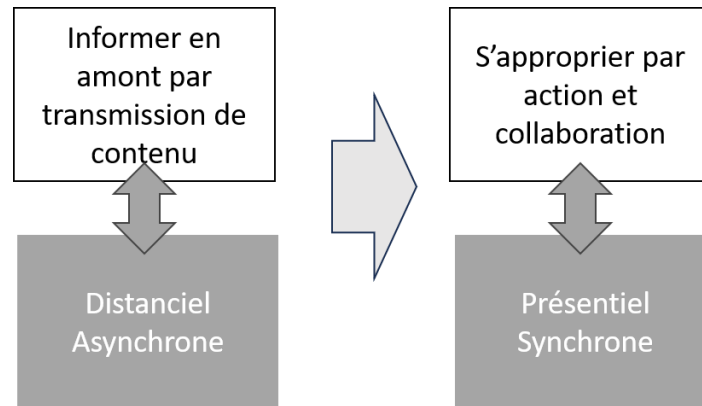 Informer en
amont par
transmission de
contenu
S’approprier par
action et
collaboration
Distanciel
Asynchrone
Présentiel
Synchrone